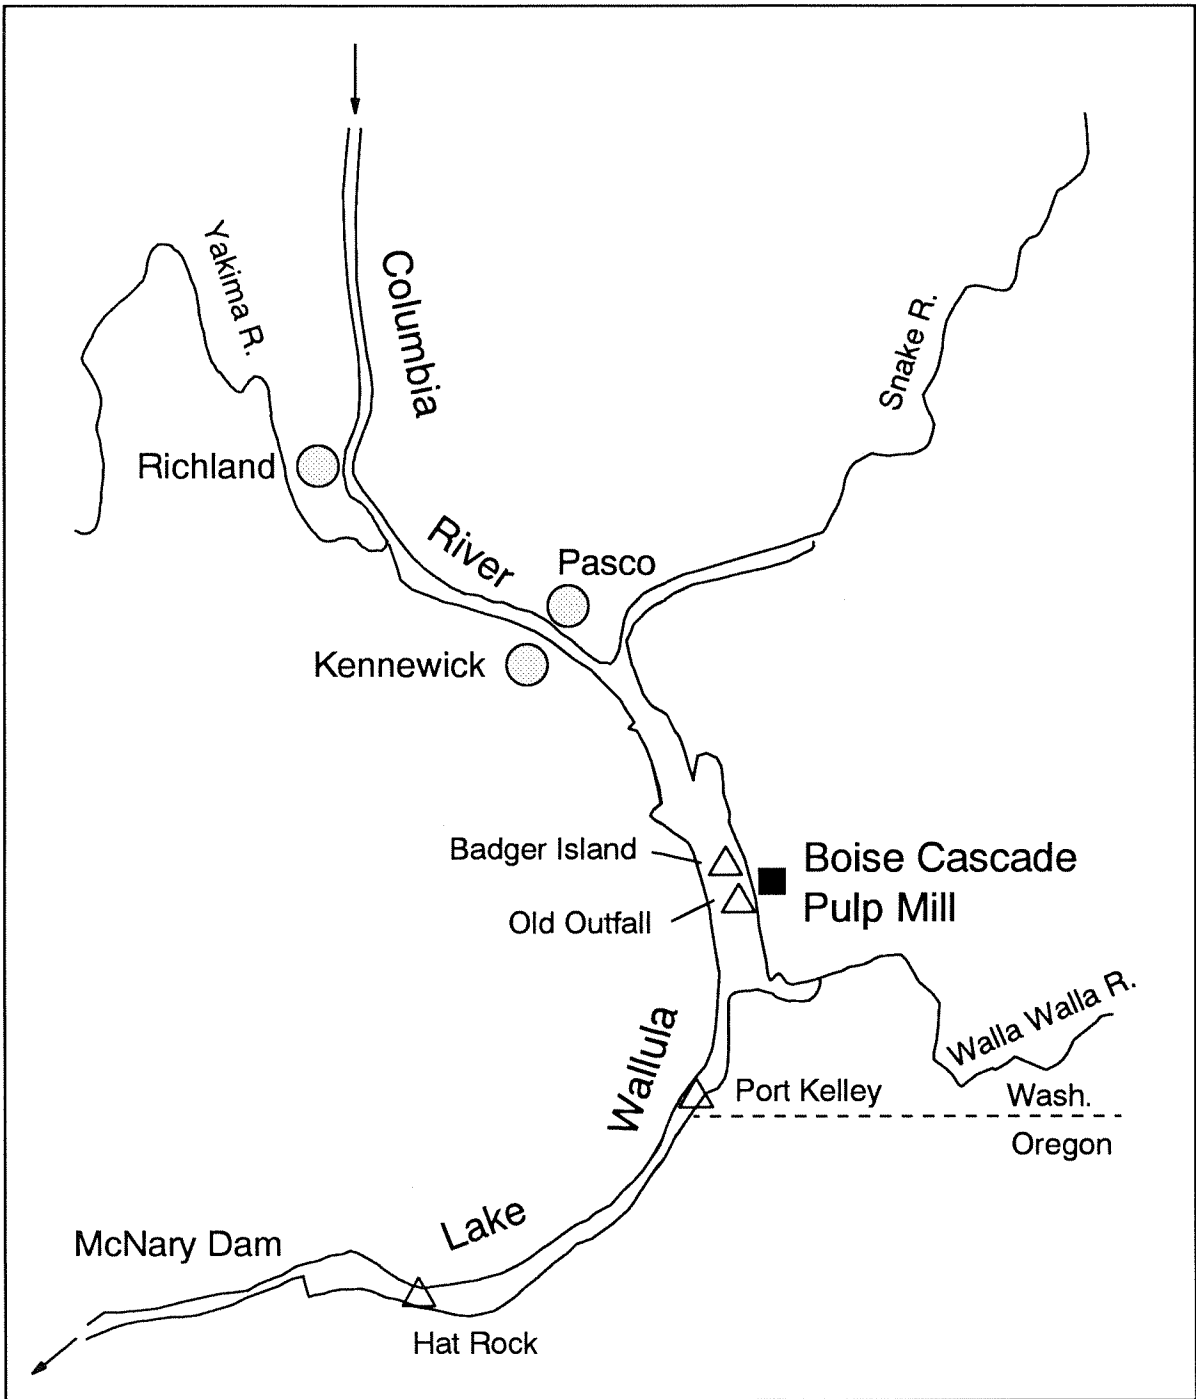 Yakima R.
Columbia
Snake R.
Richland
River
Pasco
Kennewick
Badger Island
Boise Cascade
Pulp Mill
Old Outfall
Walla Walla R.
Wallula
Port Kelley
Wash.
Oregon
Lake
McNary Dam
Hat Rock